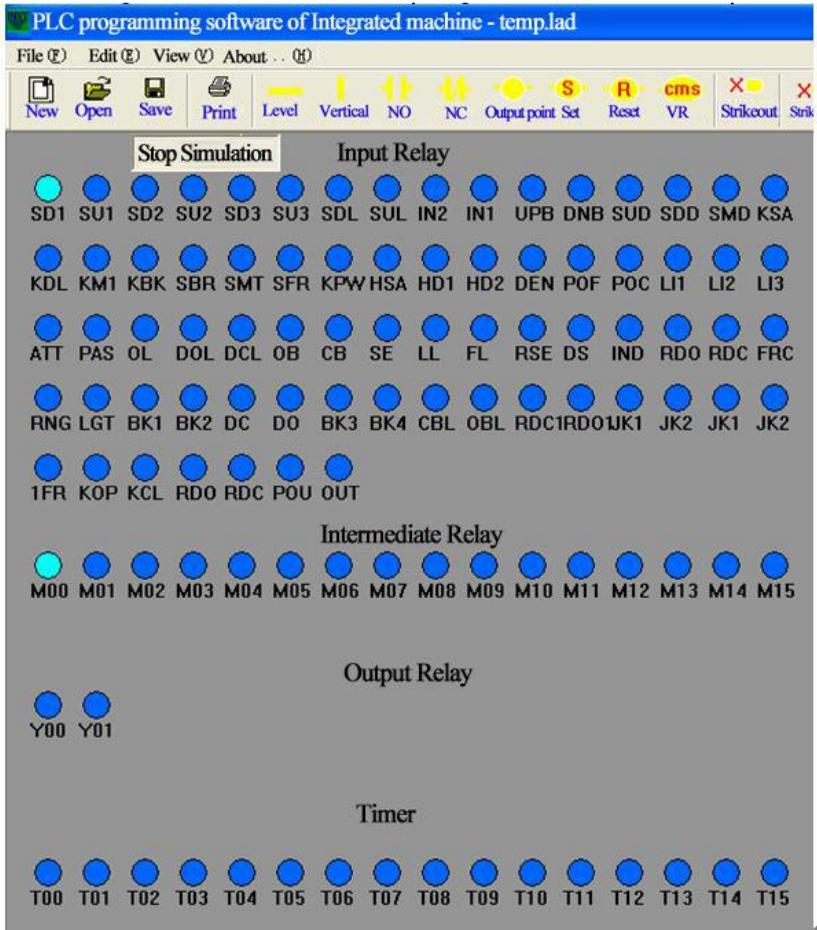 PLC programming software of Integrated machine - temp.lad
File (F) Edit (E) View (V) About . . (H)
New Open Save Print Level Vertical NO NC Output point Set Reset VR Strikeout Strik
S R cms
Stop Simulation Input Relay
SD1 SU1 SD2 SU2 SD3 SU3 SDL SUL IN2 IN1 UPB DNB SUD SDD SMD KSA
KDL KM1 KBK SBR SMT SFR KPW HSA HD1 HD2 DEN POF POC LI1 LI2 LI3
ATT PAS OL DOL DCL OB CB SE LL FL RSE DS IND RDO RDC FRC
RNG LGT BK1 BK2 DC DO BK3 BK4 CBL OBL RDC1 RDO1 JK1 JK2 JK1 JK2
1FR KOP KCL RDO RDC POU OUT
Intermediate Relay
M00 M01 M02 M03 M04 M05 M06 M07 M08 M09 M10 M11 M12 M13 M14 M15
Output Relay
Y00 Y01
Timer
T00 T01 T02 T03 T04 T05 T06 T07 T08 T09 T10 T11 T12 T13 T14 T15